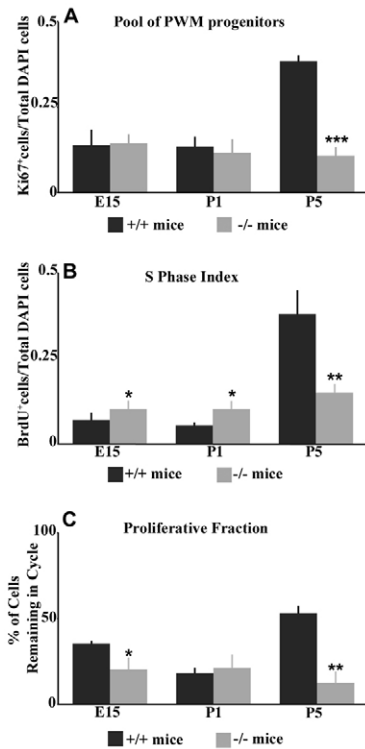 A Pool of PWM progenitors
Ki67⁺cells/Total DAPI cells
0.5
0.25
0
***
E15 P1 P5
+/+ mice -/- mice
B S Phase Index
BrdU⁺cells/Total DAPI cells
0.5
0.25
0
* * **
E15 P1 P5
+/+ mice -/- mice
C Proliferative Fraction
% of Cells
Remaining in Cycle
100
50
0
* **
E15 P1 P5
+/+ mice -/- mice